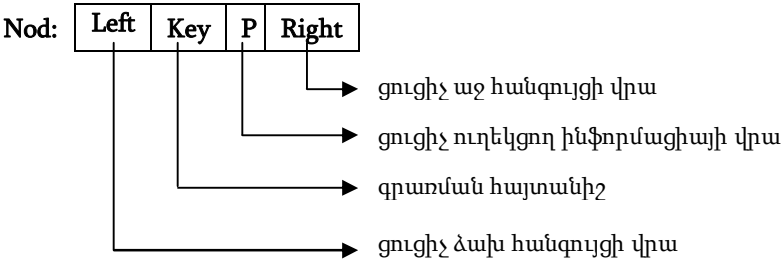 Nod: Left Key P Right
ցուցիչ աջ հանգույցի վրա
ցուցիչ ուղեկցող ինֆորմացիայի վրա
գրառման հայտանիշ
ցուցիչ ձախ հանգույցի վրա